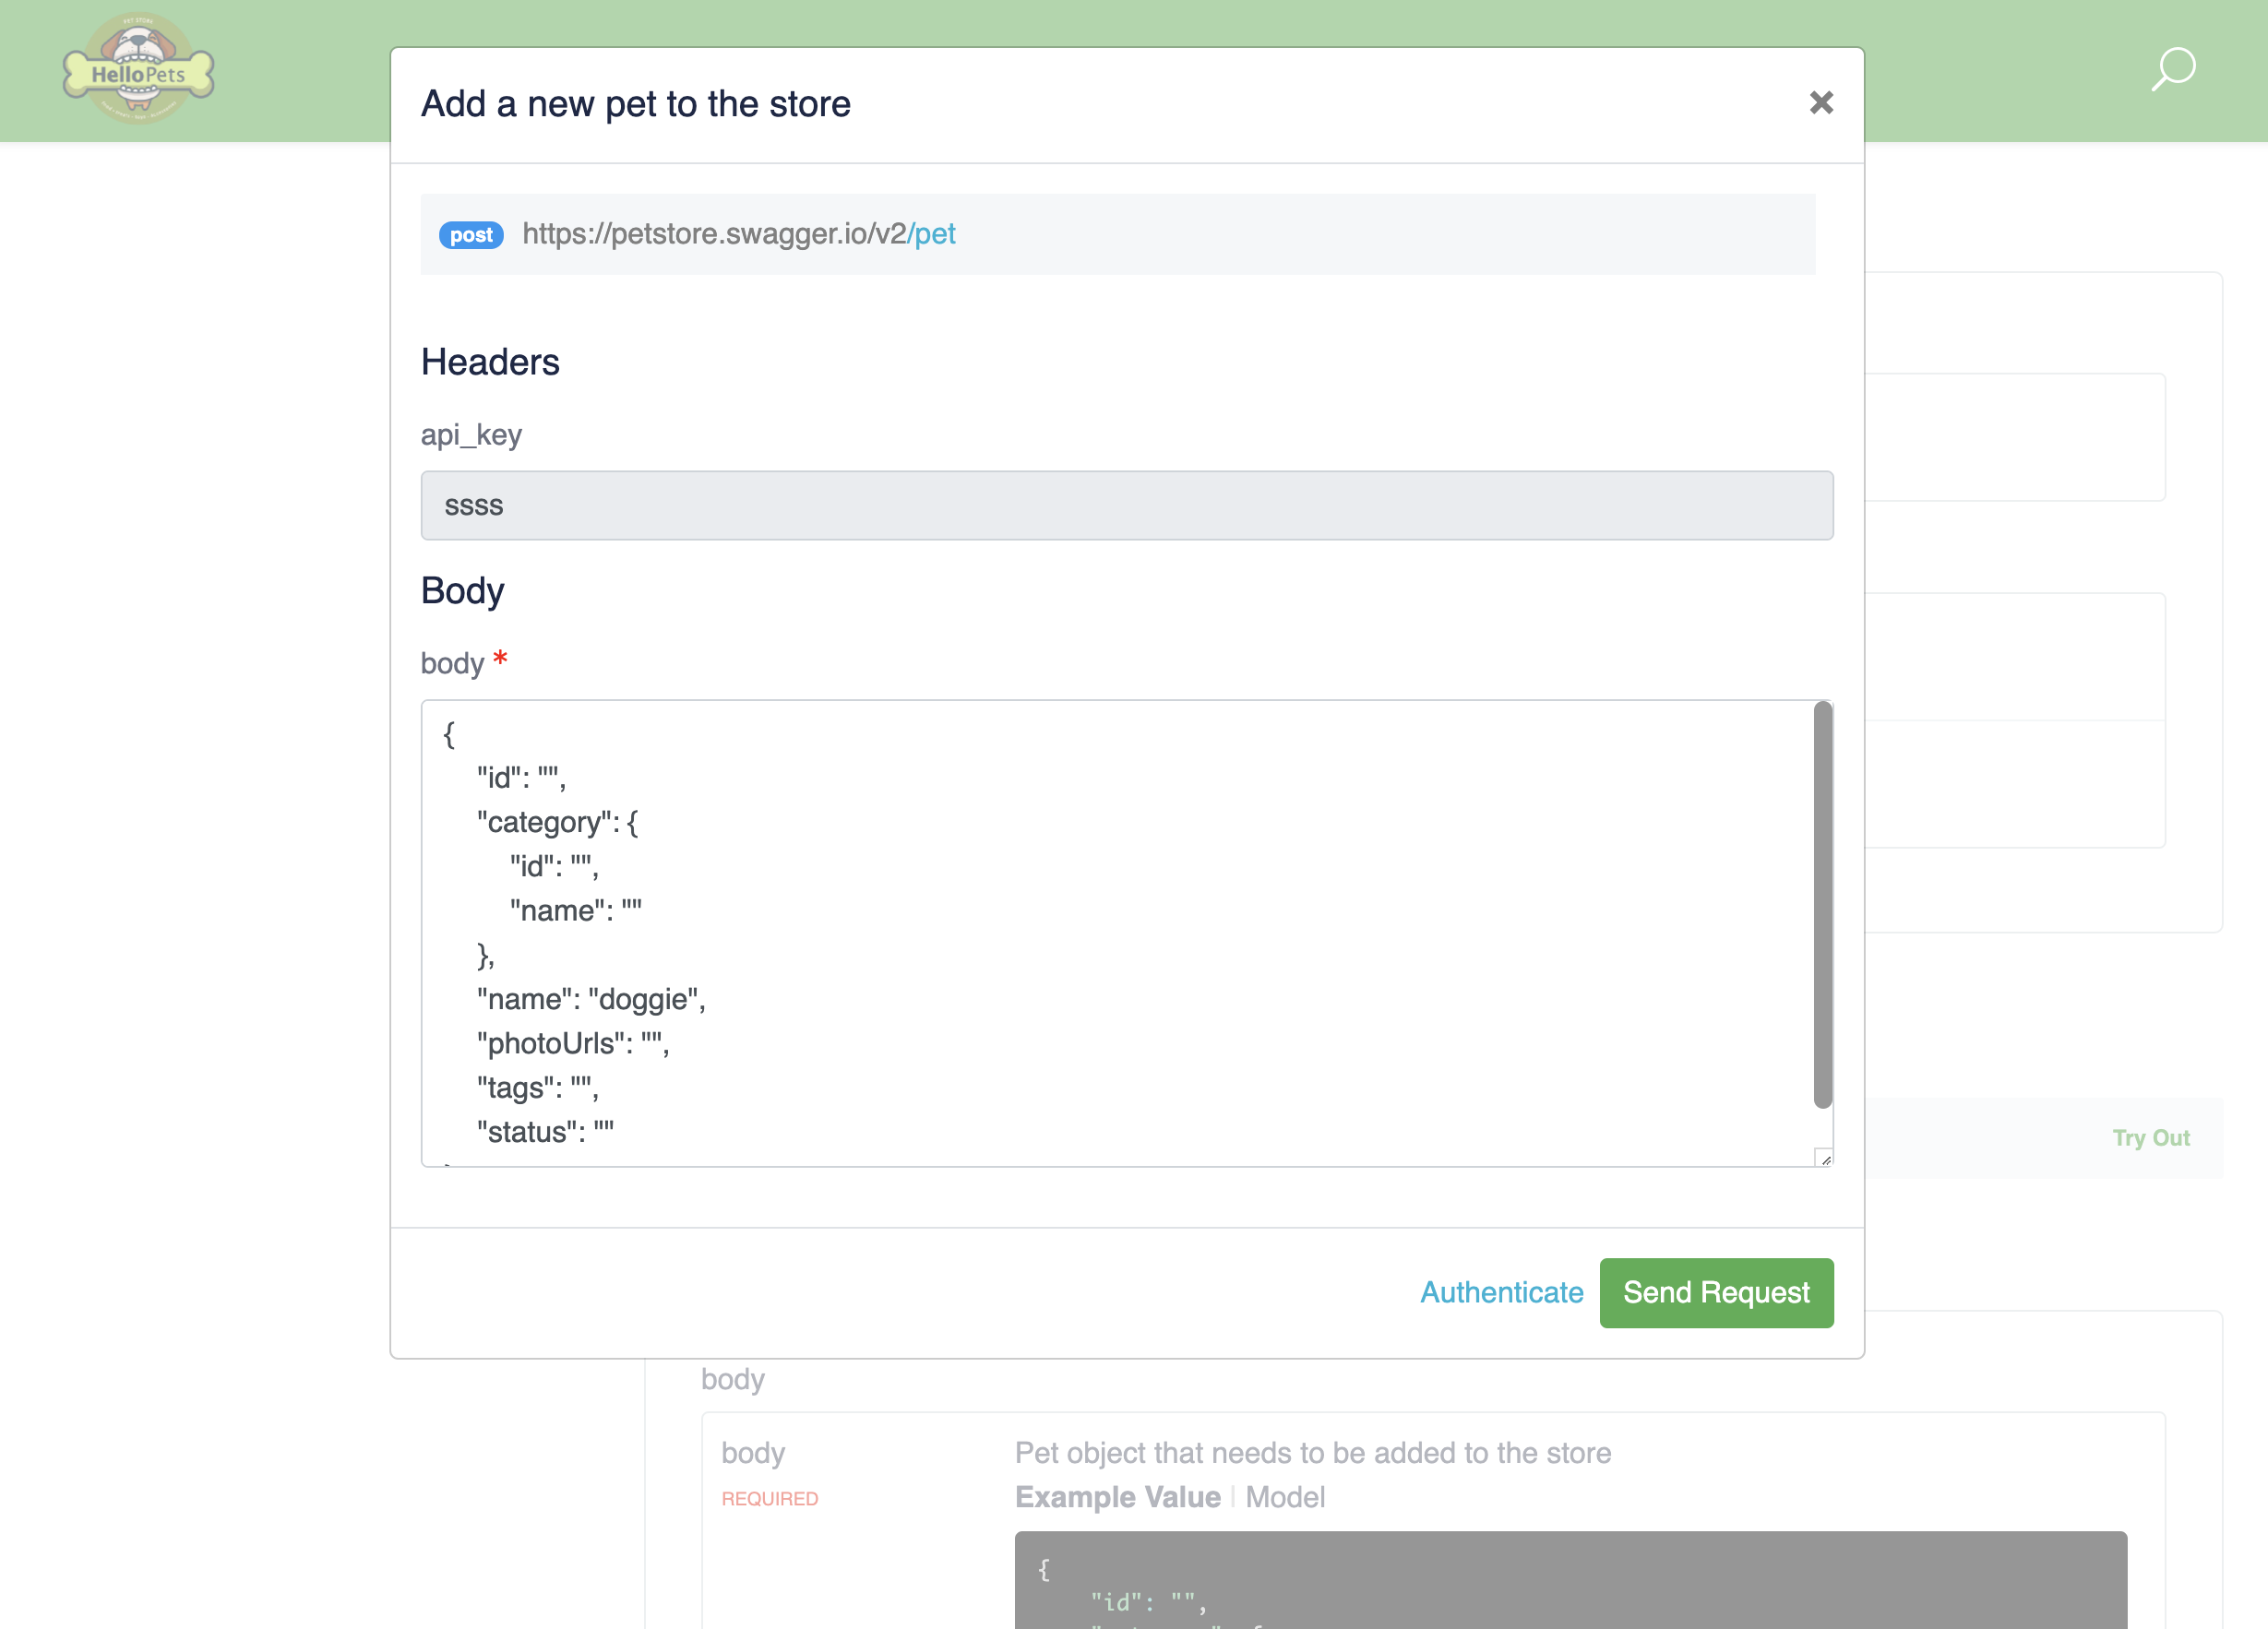 PET STORE
HelloPets
Add a new pet to the store
post https://petstore.swagger.io/v2/pet
Headers
api_key
ssss
Body
body *
{
"id": "",
"category": {
"id": "",
"name": ""
},
"name": "doggie",
"photoUrls": "",
"tags": "",
"status": ""
Try Out
Authenticate Send Request
body
body Pet object that needs to be added to the store
REQUIRED Example Value | Model
{
"id": "",